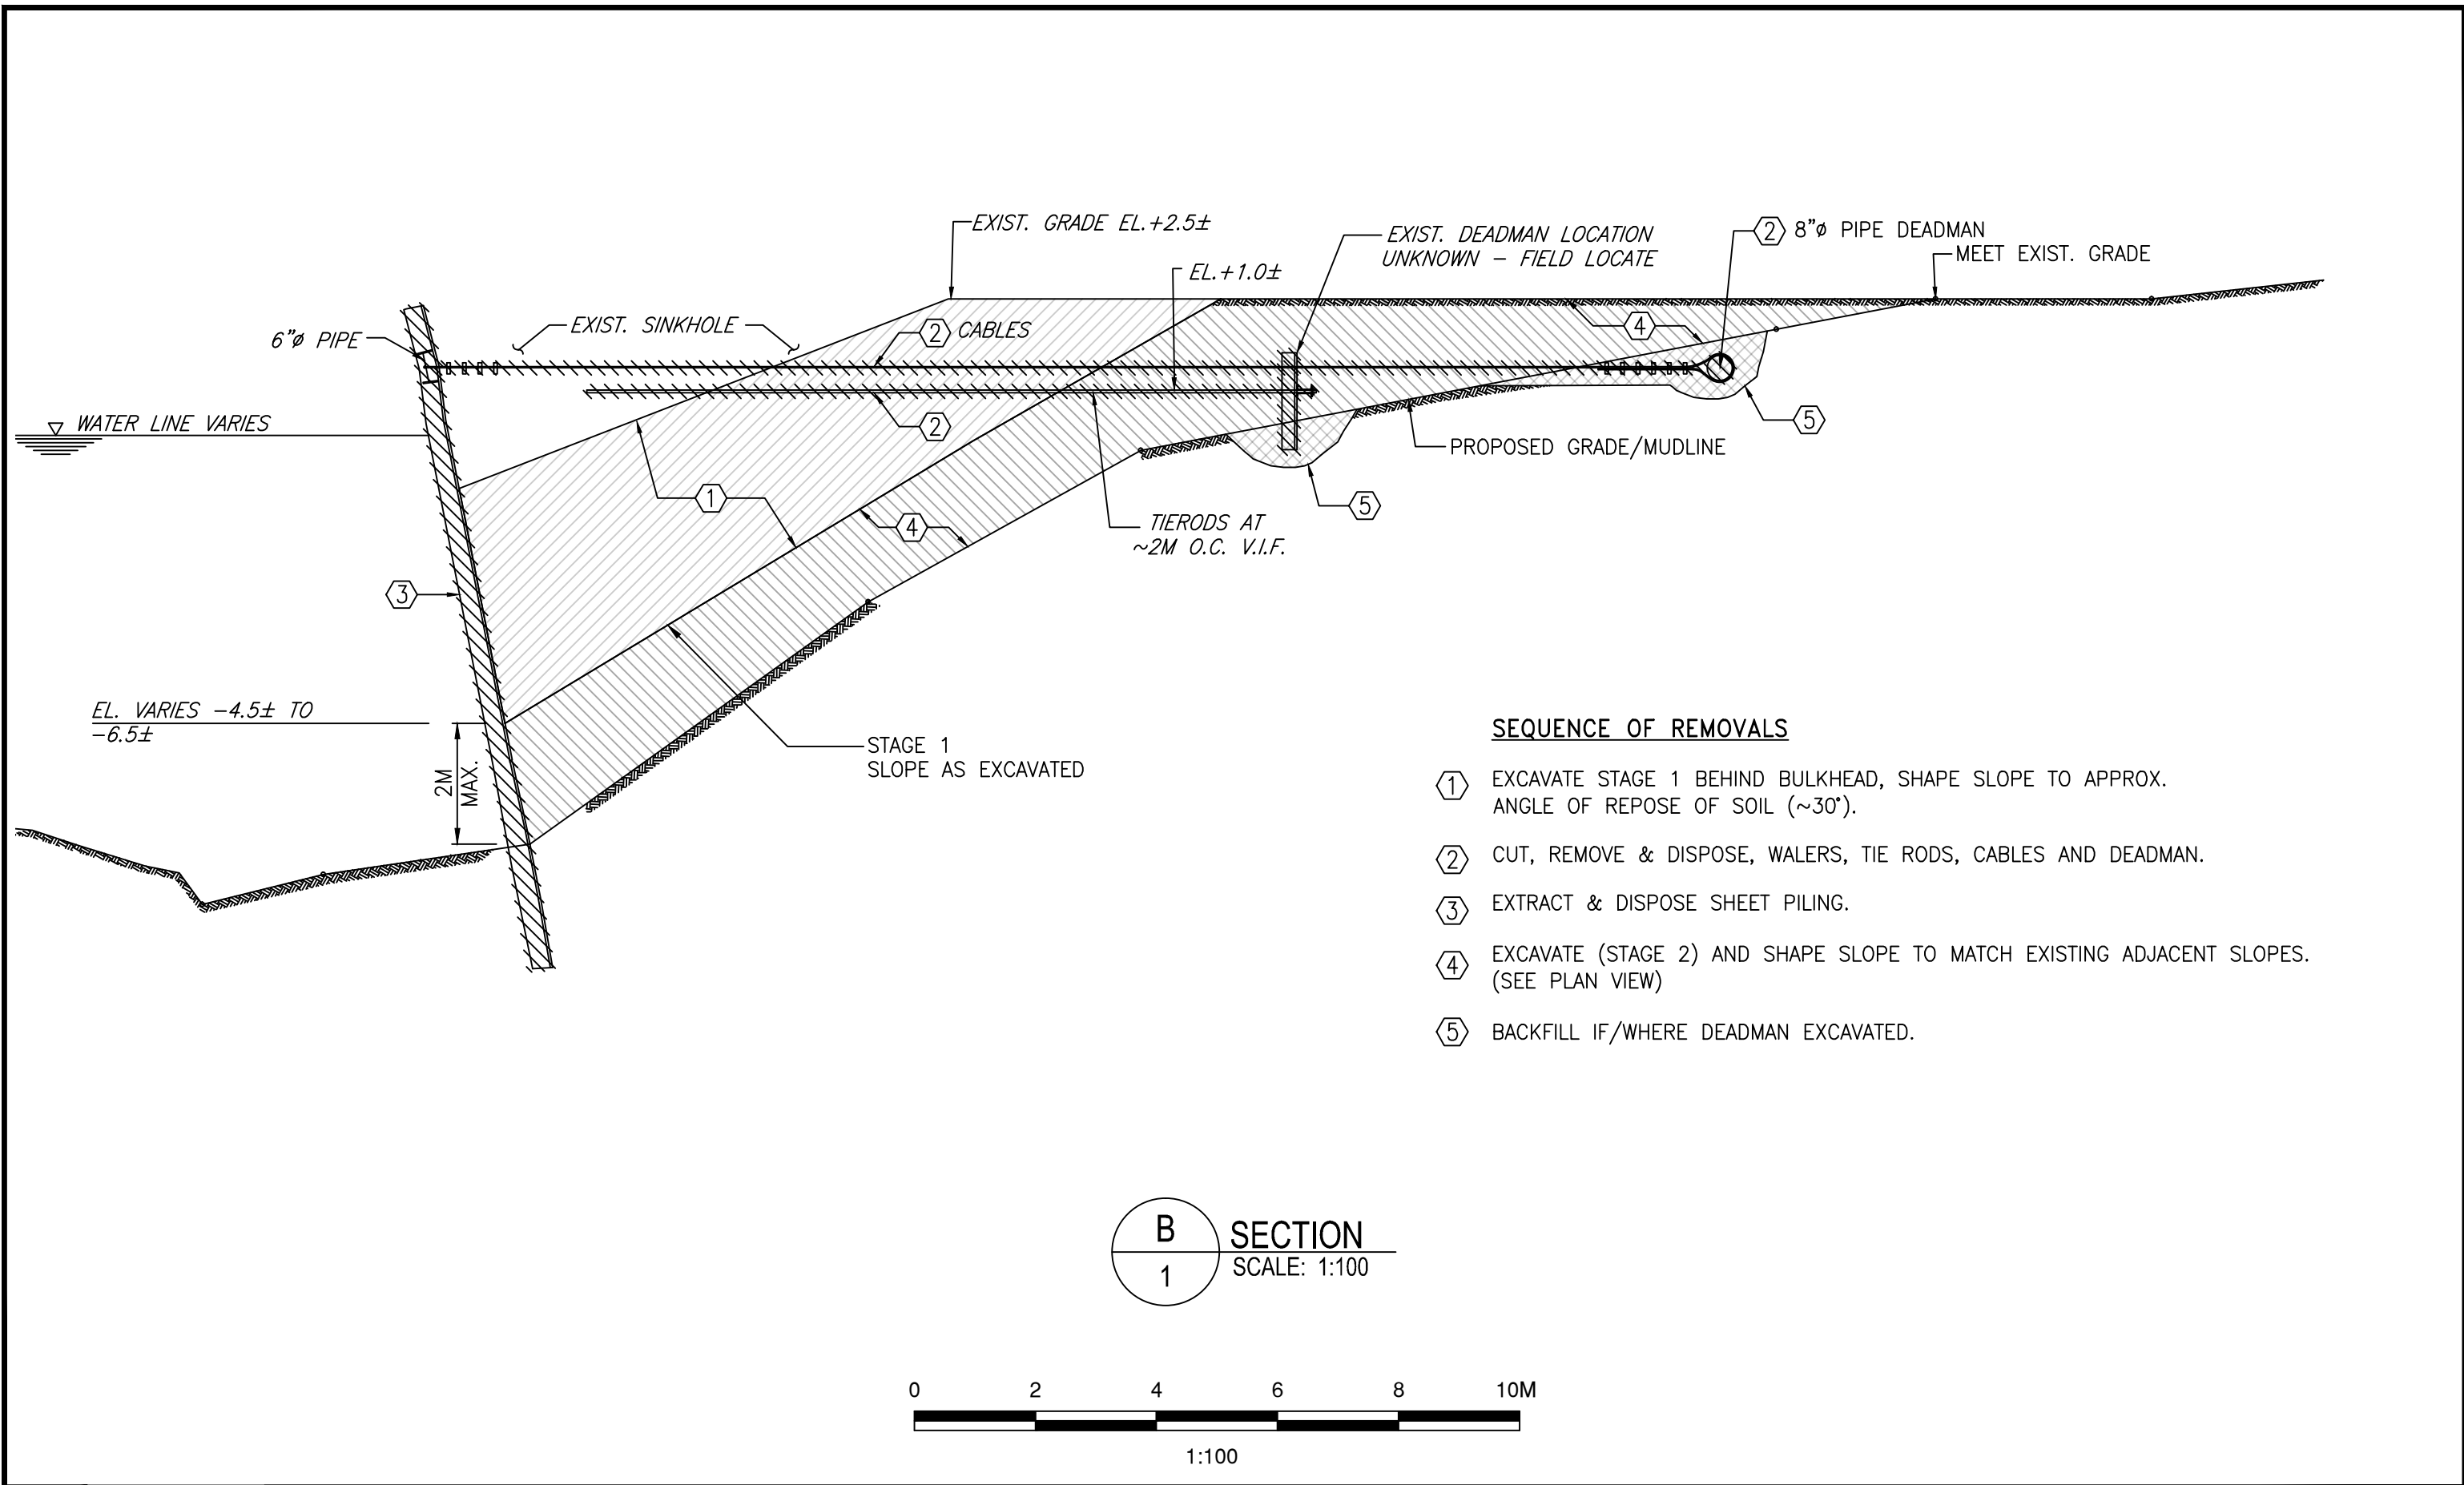 EXIST. GRADE EL.+2.5±
EXIST. DEADMAN LOCATION
UNKNOWN – FIELD LOCATE
2 8"ø PIPE DEADMAN
MEET EXIST. GRADE
EL.+1.0±
EXIST. SINKHOLE
2 CABLES
4
6"ø PIPE
WATER LINE VARIES
2
5
PROPOSED GRADE/MUDLINE
1
4
5
TIERODS AT
~2M O.C. V.I.F.
3
EL. VARIES –4.5± TO
–6.5±
2M
MAX.
STAGE 1
SLOPE AS EXCAVATED
SEQUENCE OF REMOVALS
1 EXCAVATE STAGE 1 BEHIND BULKHEAD, SHAPE SLOPE TO APPROX.
ANGLE OF REPOSE OF SOIL (~30°).
2 CUT, REMOVE & DISPOSE, WALERS, TIE RODS, CABLES AND DEADMAN.
3 EXTRACT & DISPOSE SHEET PILING.
4 EXCAVATE (STAGE 2) AND SHAPE SLOPE TO MATCH EXISTING ADJACENT SLOPES.
(SEE PLAN VIEW)
5 BACKFILL IF/WHERE DEADMAN EXCAVATED.
B
1
SECTION
SCALE: 1:100
0 2 4 6 8 10M
1:100